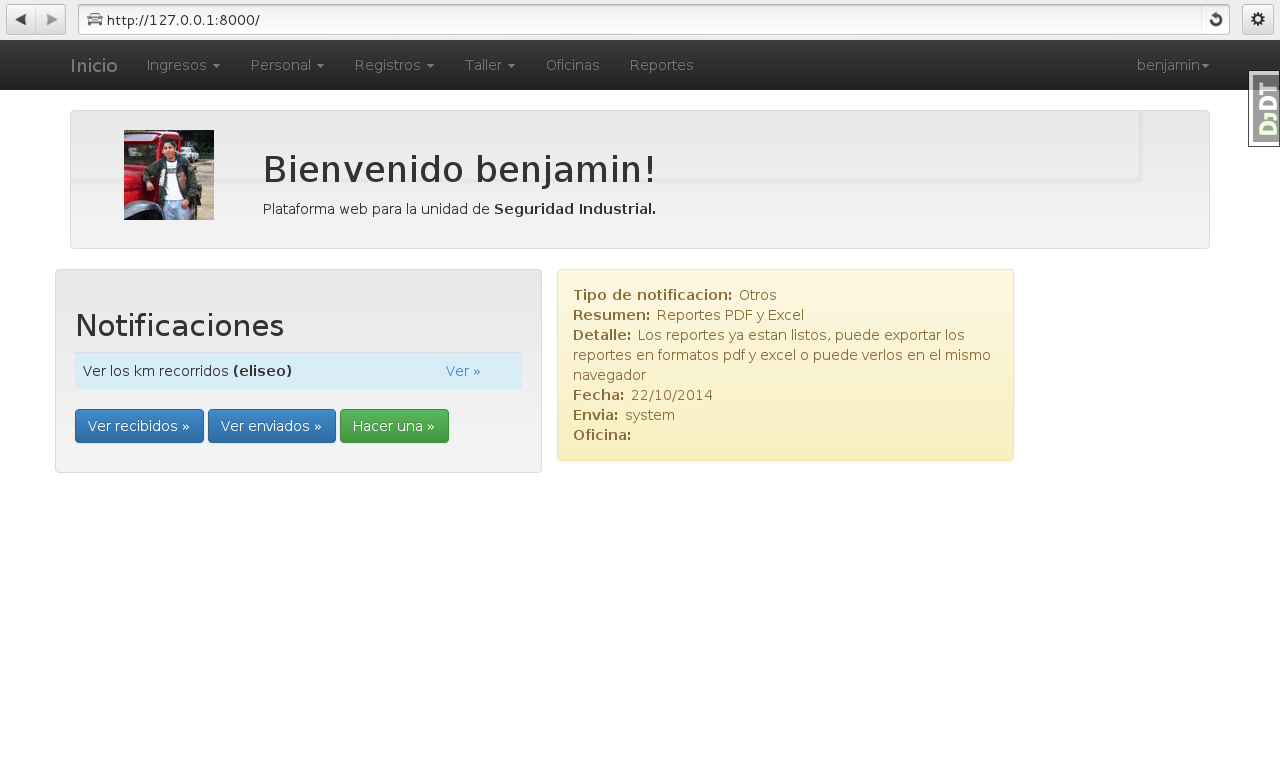 http://127.0.0.1:8000/
Inicio Ingresos Personal Registros Taller Oficinas Reportes benjamin
DjDT
Bienvenido benjamin!
Plataforma web para la unidad de Seguridad Industrial.
Notificaciones
Ver los km recorridos (eliseo) Ver »
Ver recibidos » Ver enviados » Hacer una »
Tipo de notificacion: Otros
Resumen: Reportes PDF y Excel
Detalle: Los reportes ya estan listos, puede exportar los
reportes en formatos pdf y excel o puede verlos en el mismo
navegador
Fecha: 22/10/2014
Envia: system
Oficina: